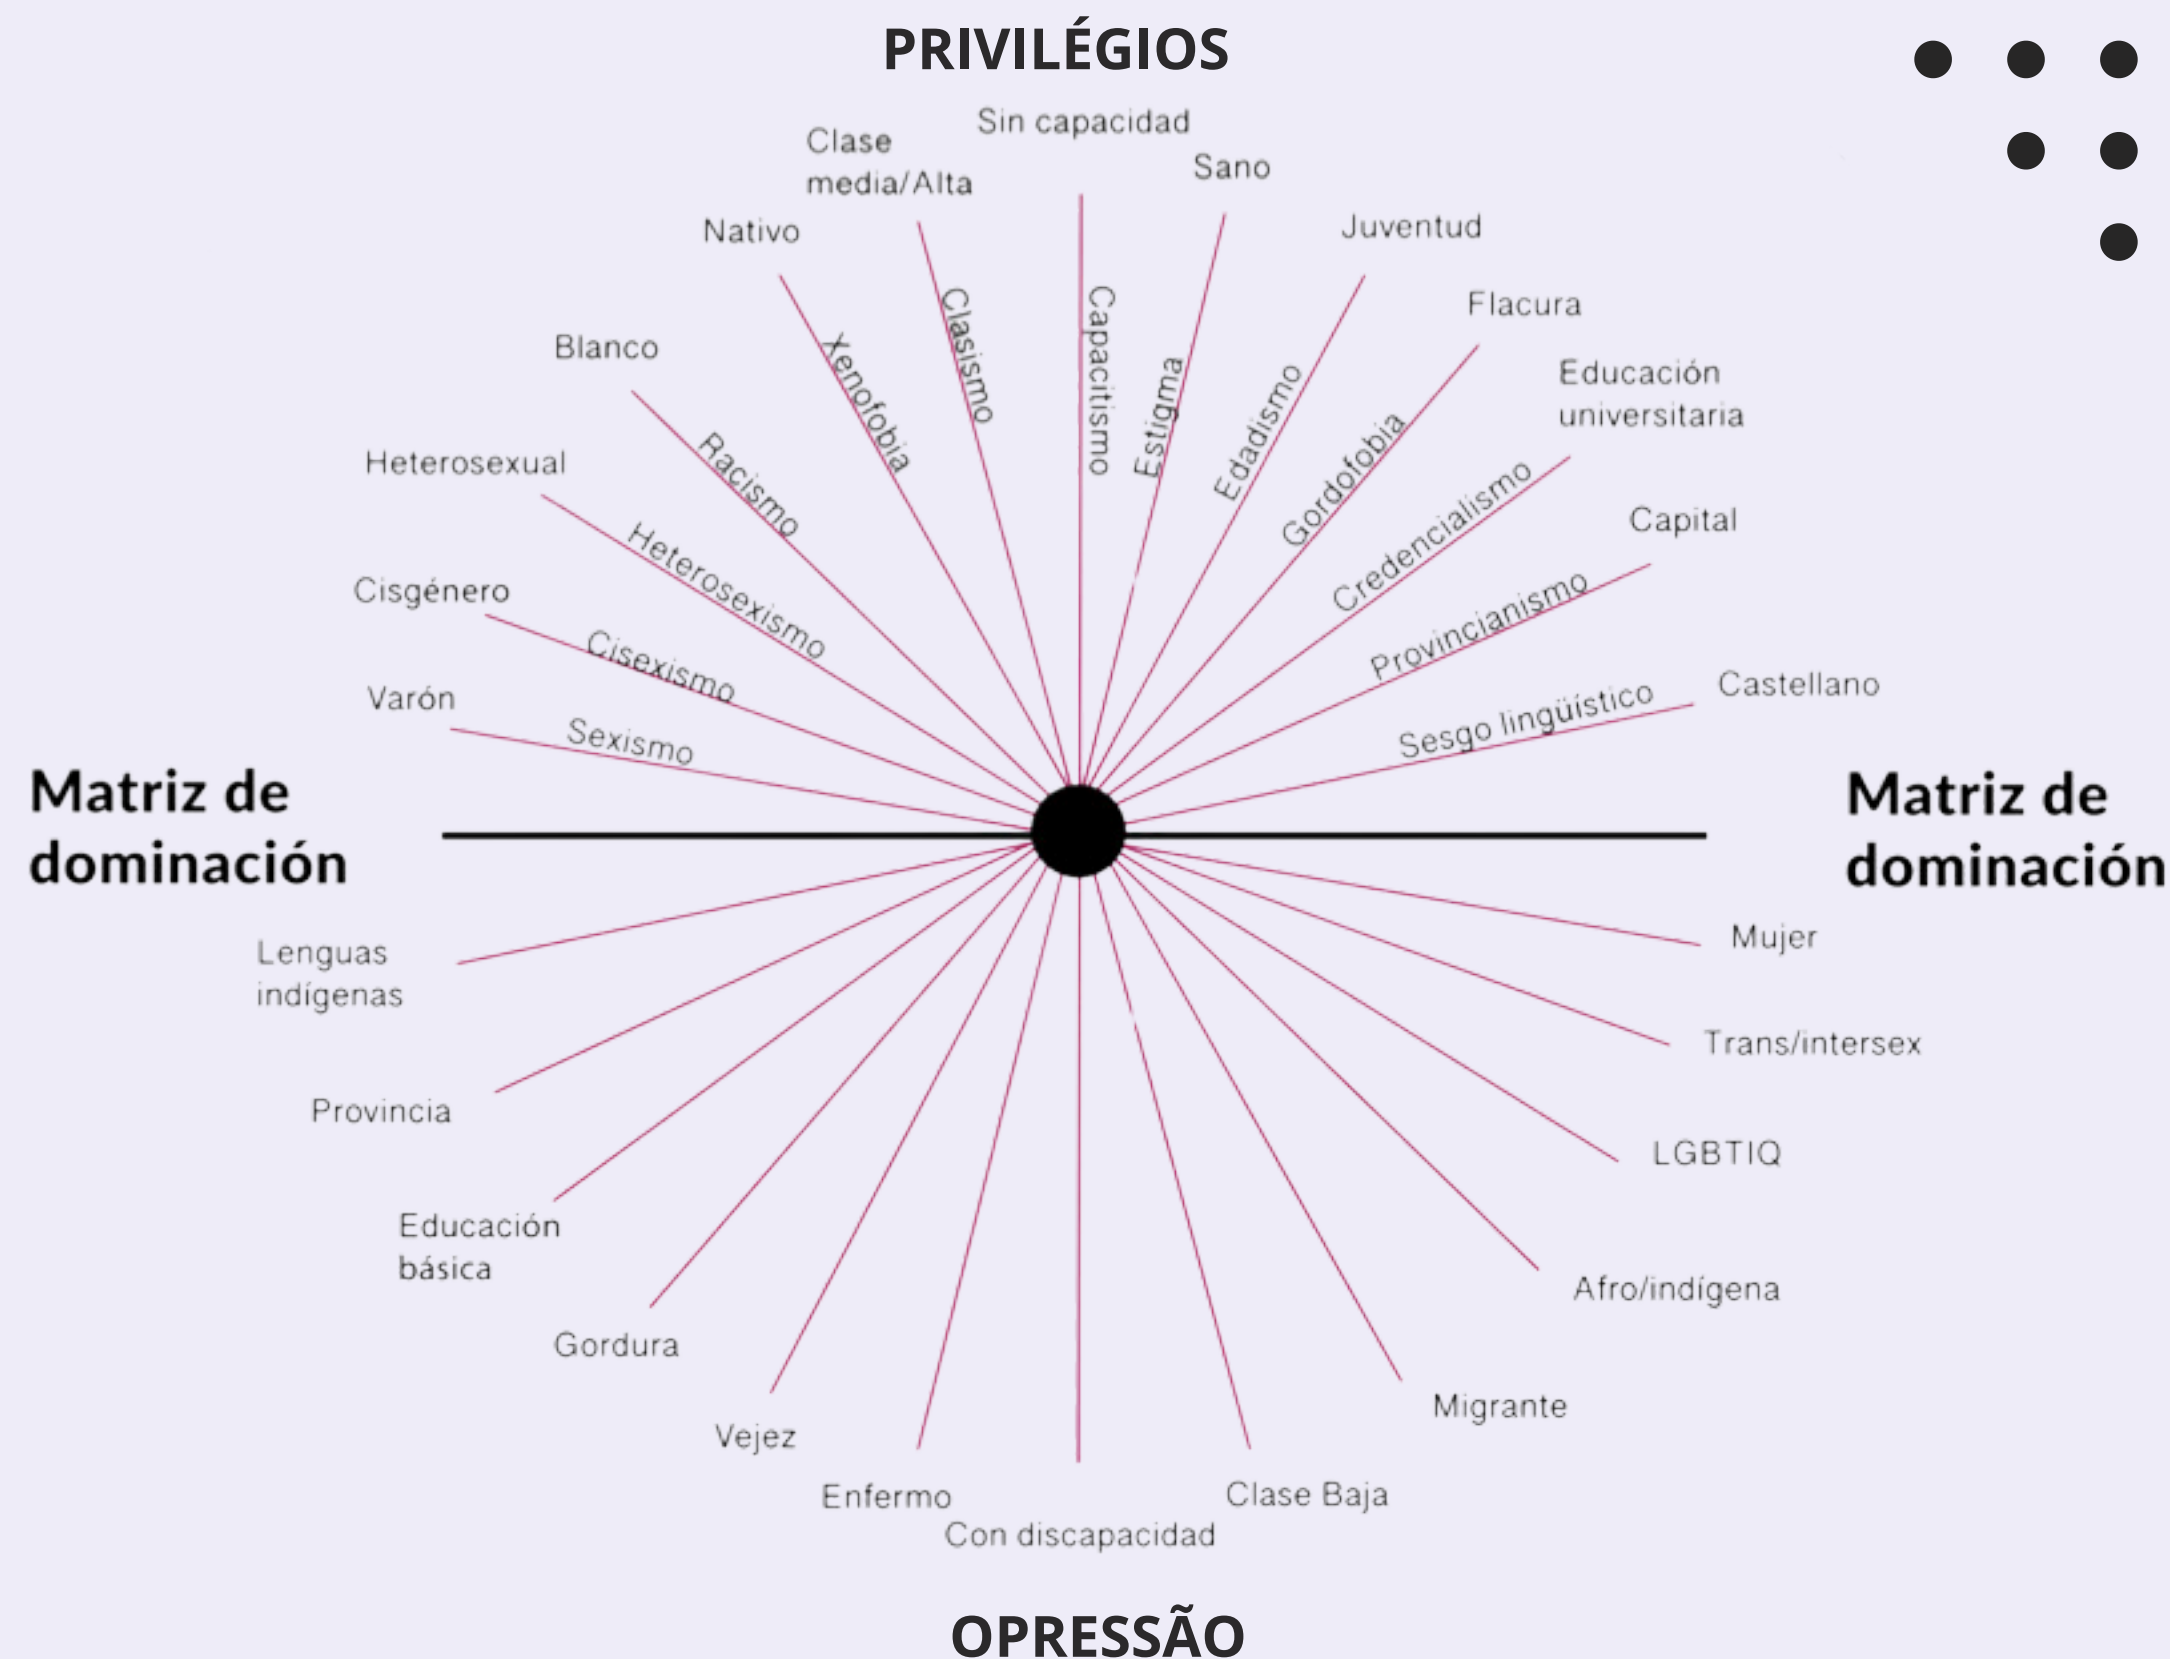 PRIVILÉGIOS
Sin capacidad
Clase
media/Alta
Sano
Nativo
Juventud
Flacura
Blanco
Educación
universitaria
Heterosexual
Capital
Cisgénero
Castellano
Varón
Sexismo
Cisexismo
Heterosexismo
Racismo
Xenofobia
Clasismo
Capacitismo
Estigma
Edadismo
Gordofobia
Credencialismo
Provincianismo
Sesgo lingüístico
Matriz de
dominación
Matriz de
dominación
Lenguas
indígenas
Mujer
Trans/intersex
Provincia
LGBTIQ
Educación
básica
Afro/indígena
Gordura
Migrante
Vejez
Enfermo
Clase Baja
Con discapacidad
OPRESSÃO